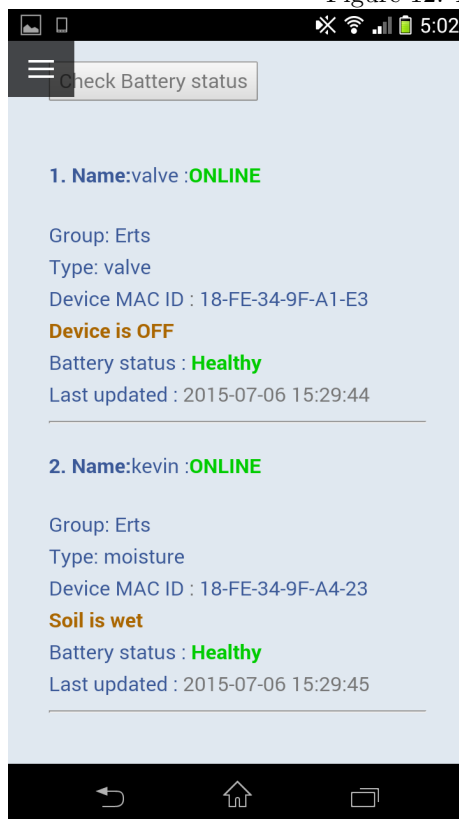 Figure 12:
5:02
Check Battery status
1. Name:valve :ONLINE
Group: Erts
Type: valve
Device MAC ID : 18-FE-34-9F-A1-E3
Device is OFF
Battery status : Healthy
Last updated : 2015-07-06 15:29:44
2. Name:kevin :ONLINE
Group: Erts
Type: moisture
Device MAC ID : 18-FE-34-9F-A4-23
Soil is wet
Battery status : Healthy
Last updated : 2015-07-06 15:29:45